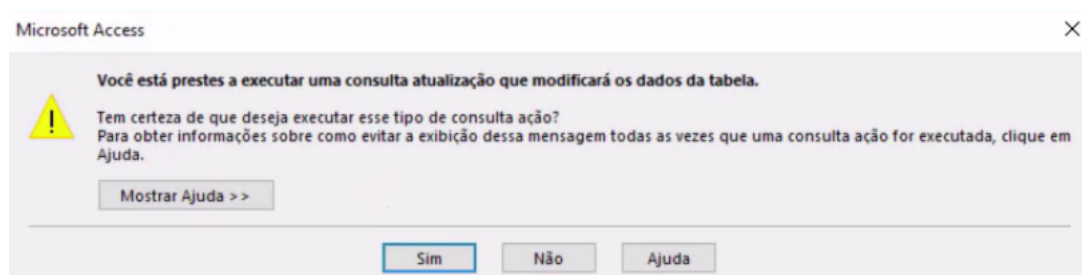 Microsoft Access
Você está prestes a executar uma consulta atualização que modificará os dados da tabela.
Tem certeza de que deseja executar esse tipo de consulta ação?
Para obter informações sobre como evitar a exibição dessa mensagem todas as vezes que uma consulta ação for executada, clique em
Ajuda.
Mostrar Ajuda >>
Sim Não Ajuda